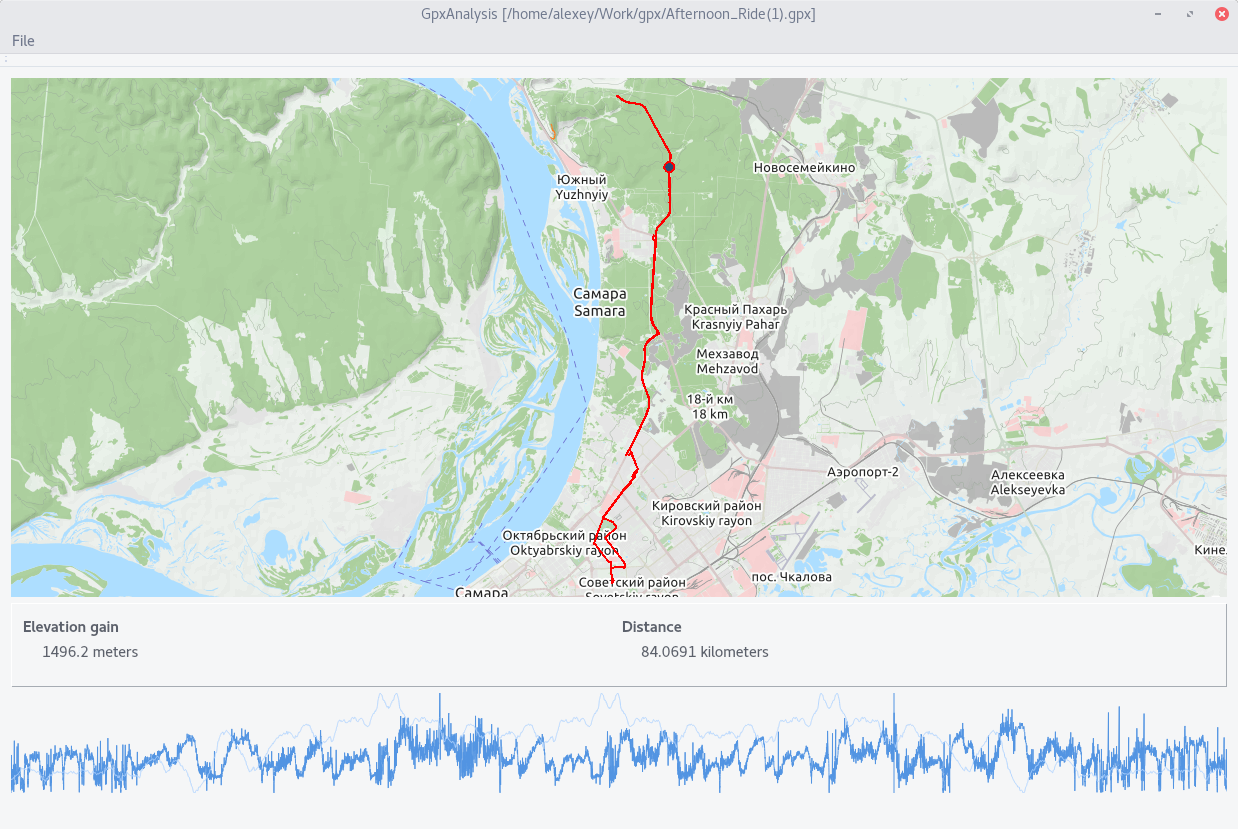 GpxAnalysis [/home/alexey/Work/gpx/Afternoon_Ride(1).gpx]
File
Новосемейкино
Южный
Yuzhnyiy
Самара
Samara
Красный Пахарь
Krasnyiy Pahar
Мехзавод
Mehzavod
18-й км
18 km
Аэропорт-2
Алексеевка
Alekseyevka
Кировский район
Kirovskiy rayon
Октябрьский район
Oktyabrskiy rayon
Кине
пос. Чкалова
Советский район
Sovetskiy rayon
Самара
Elevation gain
1496.2 meters
Distance
84.0691 kilometers